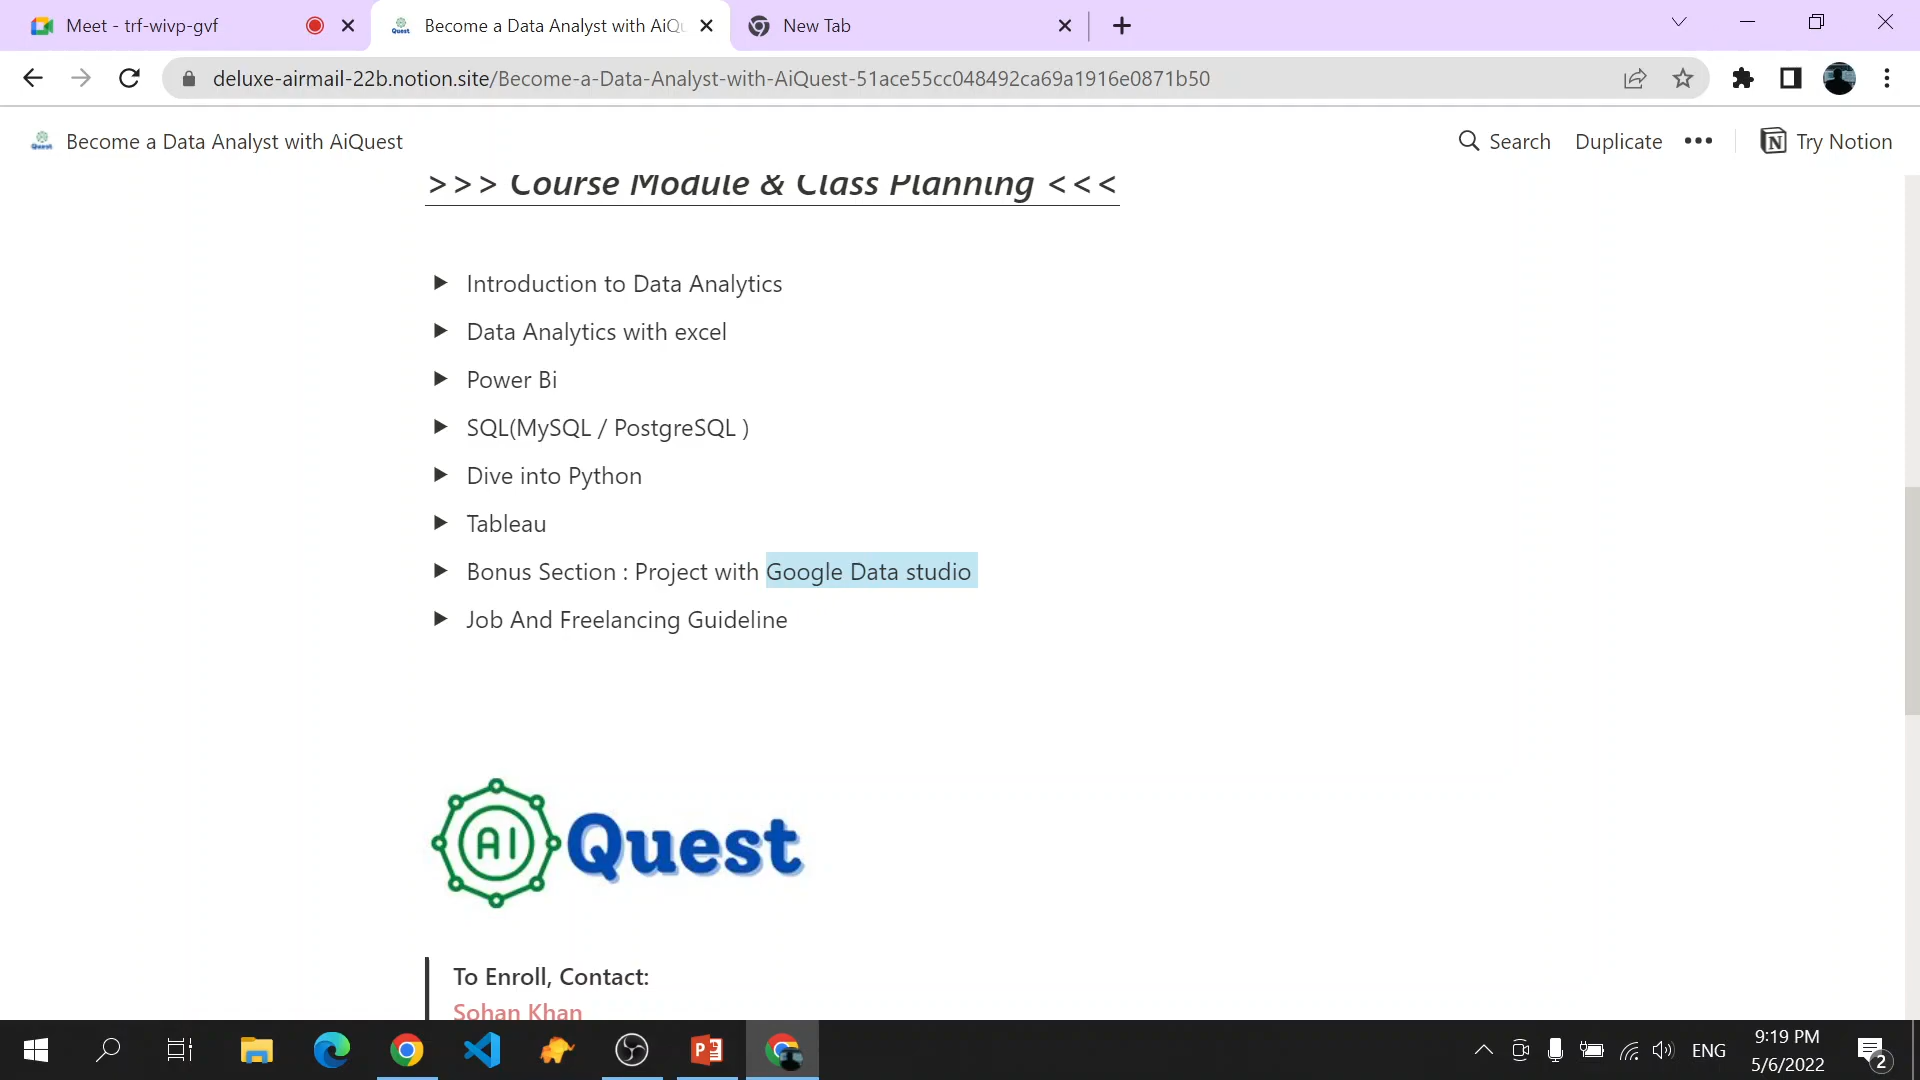 Meet - trf-wivp-gvf
Become a Data Analyst with AiQu
New Tab
deluxe-airmail-22b.notion.site/Become-a-Data-Analyst-with-AiQuest-51ace55cc048492ca69a1916e0871b50
Become a Data Analyst with AiQuest
Search
Duplicate
Try Notion
>>> Course Module & Class Planning <<<
Introduction to Data Analytics
Data Analytics with excel
Power Bi
SQL(MySQL / PostgreSQL )
Dive into Python
Tableau
Bonus Section : Project with Google Data studio
Job And Freelancing Guideline
AI Quest
To Enroll, Contact:
Sohan Khan
ENG
9:19 PM
5/6/2022
2